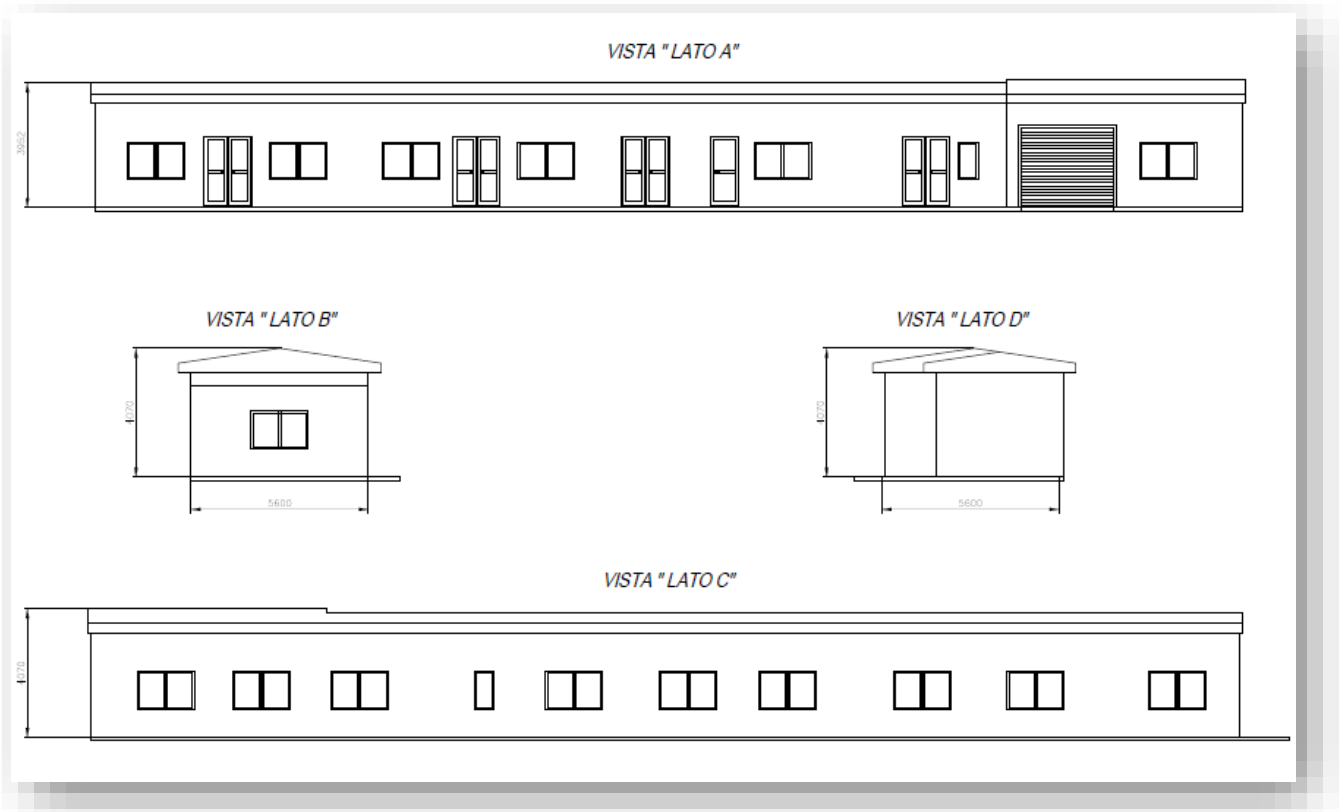 VISTA " LATO A"
3952
VISTA " LATO B"
VISTA " LATO D"
4070
4070
5600
5600
VISTA " LATO C"
4070